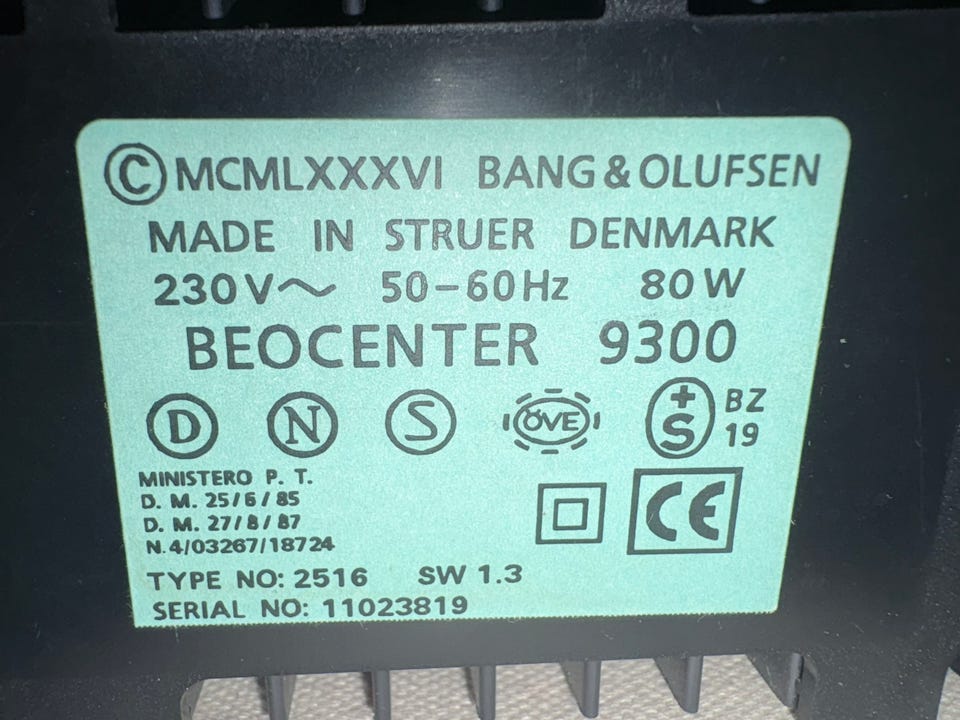 © MCMLXXXVI BANG & OLUFSEN
MADE IN STRUER DENMARK
230V~ 50-60Hz 80W
BEOCENTER 9300
D N S ÖVE +S BZ 19
MINISTERO P. T.
D. M. 25/6/85
D. M. 27/8/87
N.4/03267/18724
CE
TYPE NO: 2516 SW 1.3
SERIAL NO: 11023819